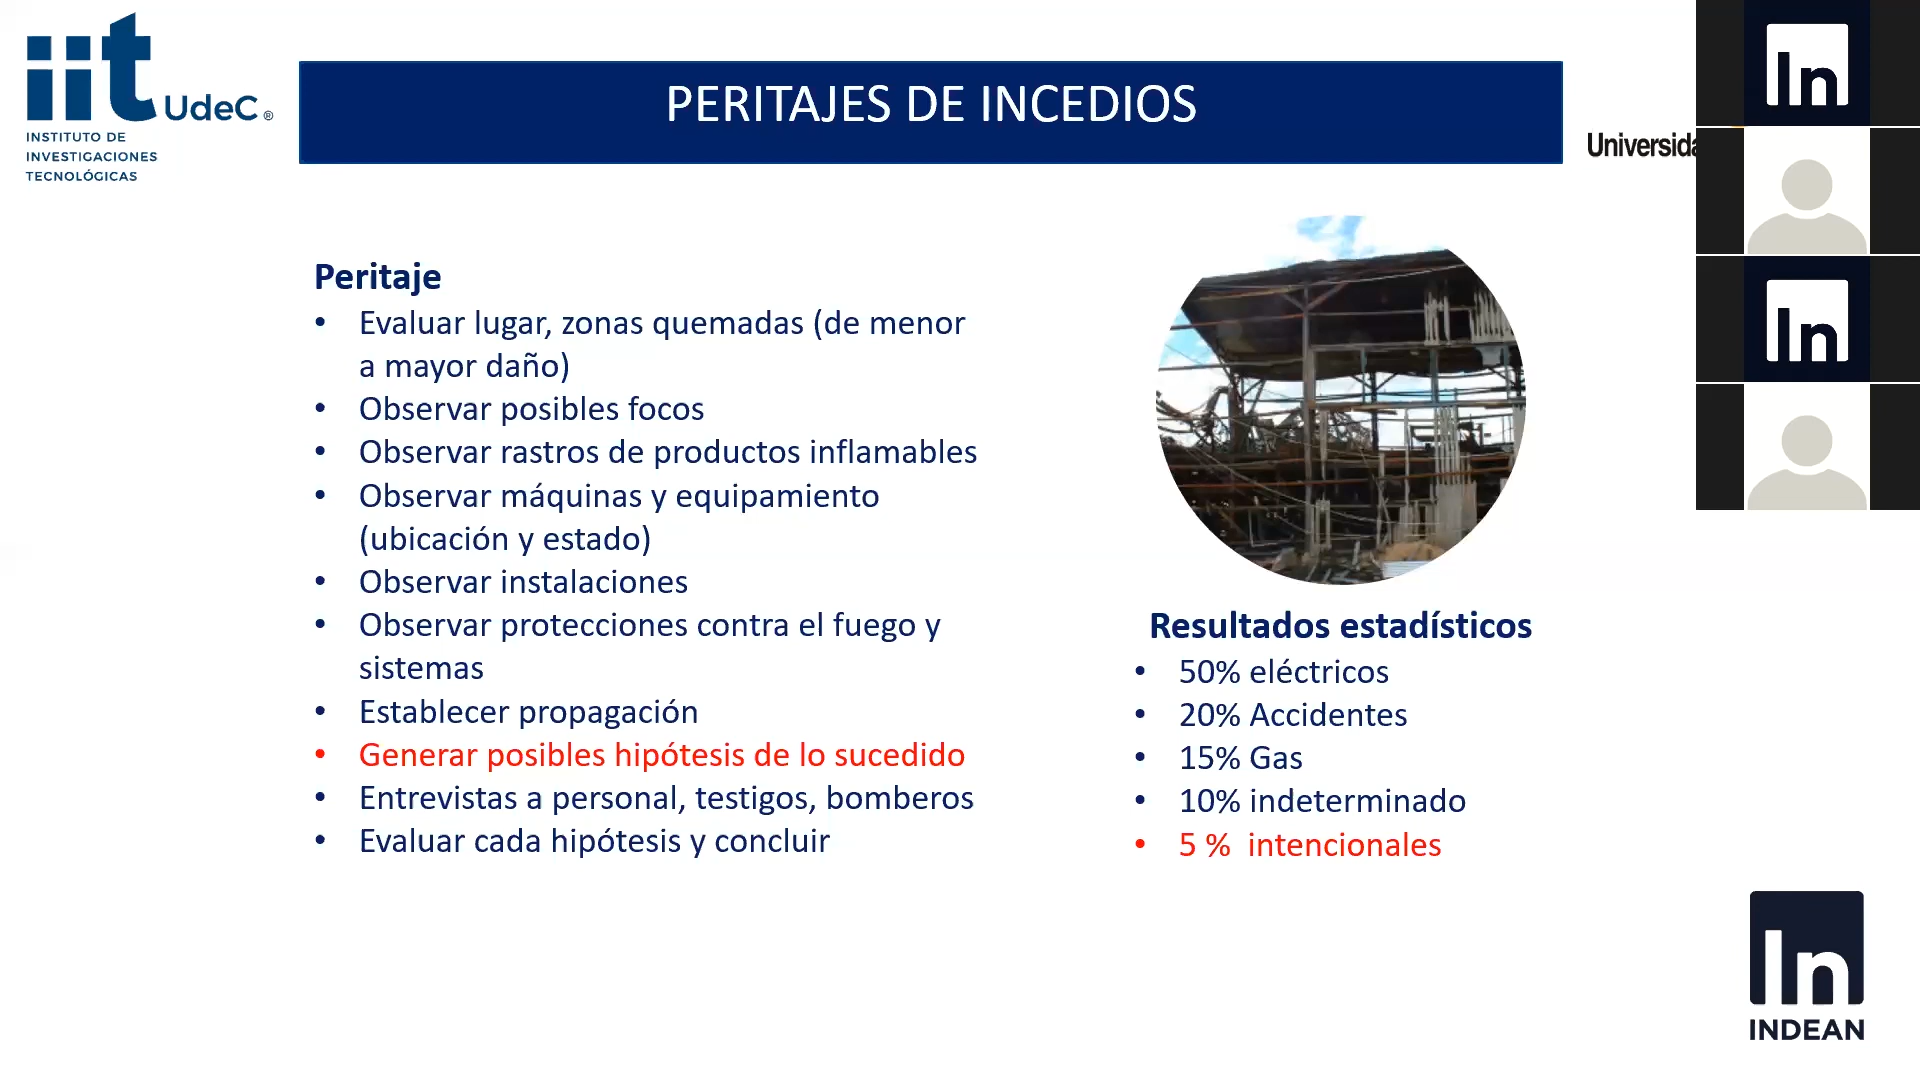 iit UdeC ®
INSTITUTO DE
INVESTIGACIONES
TECNOLÓGICAS
PERITAJES DE INCEDIOS
Peritaje
• Evaluar lugar, zonas quemadas (de menor
a mayor daño)
• Observar posibles focos
• Observar rastros de productos inflamables
• Observar máquinas y equipamiento
(ubicación y estado)
• Observar instalaciones
• Observar protecciones contra el fuego y
sistemas
• Establecer propagación
• Generar posibles hipótesis de lo sucedido
• Entrevistas a personal, testigos, bomberos
• Evaluar cada hipótesis y concluir
Resultados estadísticos
• 50% eléctricos
• 20% Accidentes
• 15% Gas
• 10% indeterminado
• 5 % intencionales
In
In
In
INDEAN